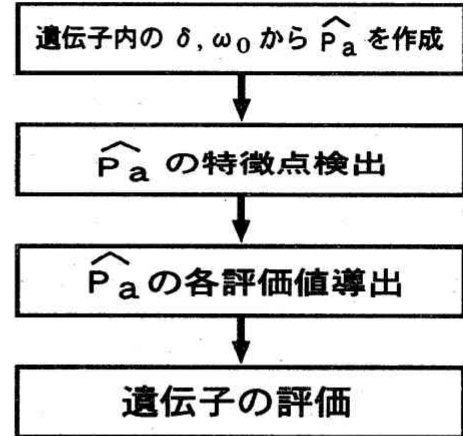 遺伝子内の δ, ω₀ から P̂a を作成
P̂a の特徴点検出
P̂a の各評価値導出
遺伝子の評価